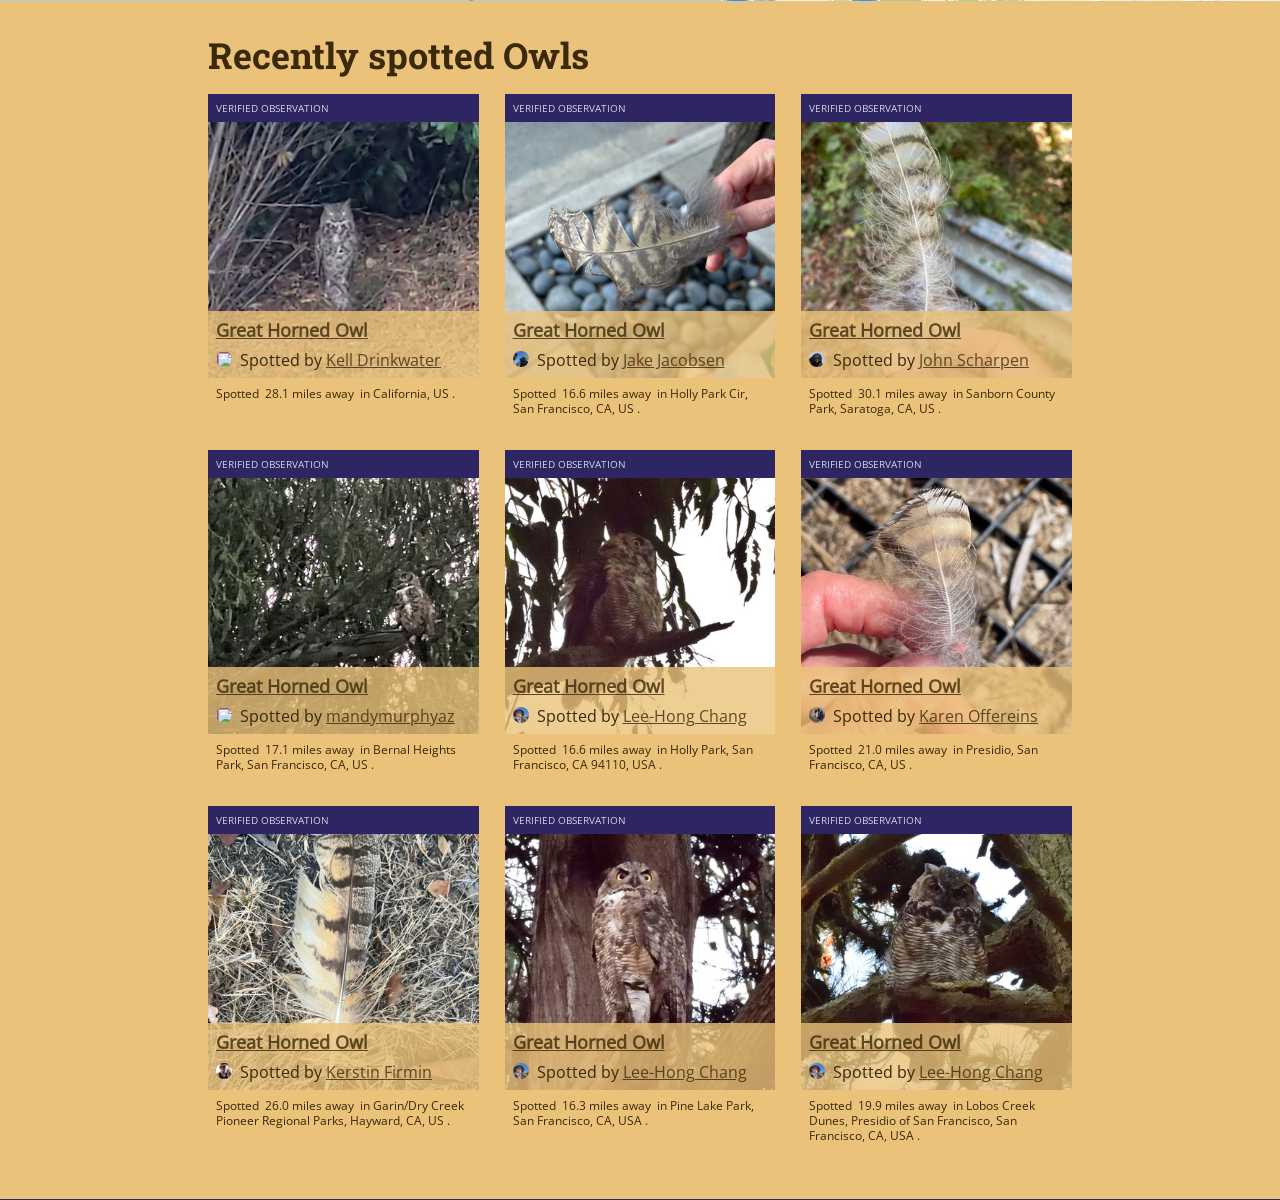 Recently spotted Owls
VERIFIED OBSERVATION
Great Horned Owl
Spotted by Kell Drinkwater
Spotted 28.1 miles away in California, US .
VERIFIED OBSERVATION
Great Horned Owl
Spotted by Jake Jacobsen
Spotted 16.6 miles away in Holly Park Cir,
San Francisco, CA, US .
VERIFIED OBSERVATION
Great Horned Owl
Spotted by John Scharpen
Spotted 30.1 miles away in Sanborn County
Park, Saratoga, CA, US .
VERIFIED OBSERVATION
Great Horned Owl
Spotted by mandymurphyaz
Spotted 17.1 miles away in Bernal Heights
Park, San Francisco, CA, US .
VERIFIED OBSERVATION
Great Horned Owl
Spotted by Lee-Hong Chang
Spotted 16.6 miles away in Holly Park, San
Francisco, CA 94110, USA .
VERIFIED OBSERVATION
Great Horned Owl
Spotted by Karen Offereins
Spotted 21.0 miles away in Presidio, San
Francisco, CA, US .
VERIFIED OBSERVATION
Great Horned Owl
Spotted by Kerstin Firmin
Spotted 26.0 miles away in Garin/Dry Creek
Pioneer Regional Parks, Hayward, CA, US .
VERIFIED OBSERVATION
Great Horned Owl
Spotted by Lee-Hong Chang
Spotted 16.3 miles away in Pine Lake Park,
San Francisco, CA, USA .
VERIFIED OBSERVATION
Great Horned Owl
Spotted by Lee-Hong Chang
Spotted 19.9 miles away in Lobos Creek
Dunes, Presidio of San Francisco, San
Francisco, CA, USA .